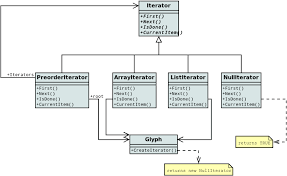 Iterator
+First()
+Next()
+IsDone()
+CurrentItem()
+Iterators
PreorderIterator
+First()
+Next()
+IsDone()
+CurrentItem()
ArrayIterator
+First()
+Next()
+IsDone()
+CurrentItem()
ListIterator
+First()
+Next()
+IsDone()
+CurrentItem()
NullIterator
+First()
+Next()
+IsDone()
+CurrentItem()
+root
Glyph
+CreateIterator()
returns TRUE
returns new NullIterator